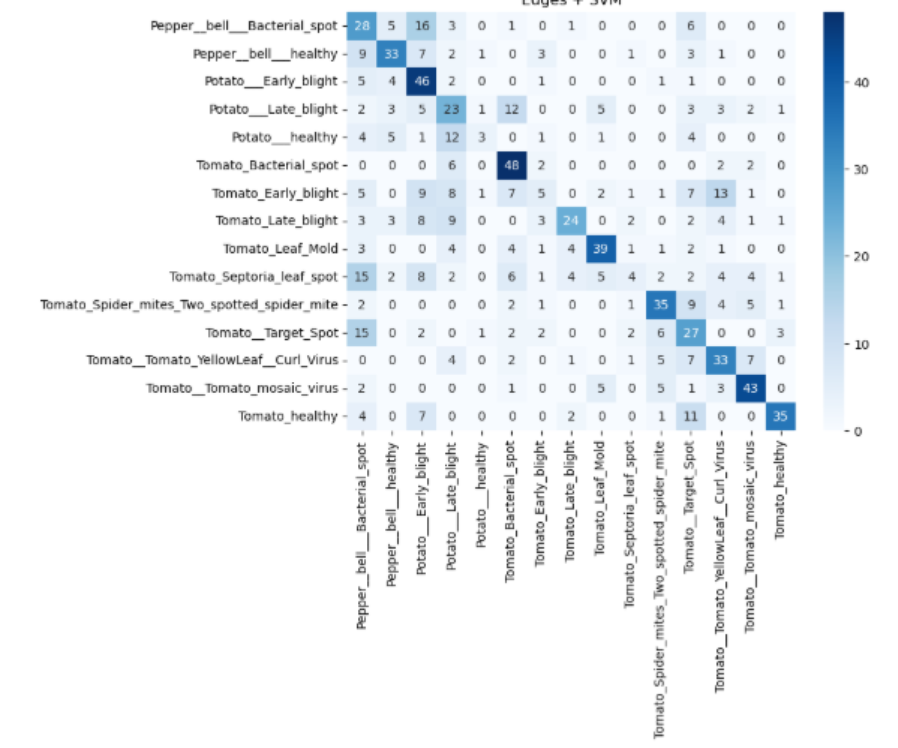 Edges + SVM
Pepper__bell___Bacterial_spot 28 5 16 3 0 1 0 1 0 0 0 6 0 0 0
Pepper__bell___healthy 9 33 7 2 1 0 3 0 0 1 0 3 1 0 0
Potato___Early_blight 5 4 46 2 0 0 1 0 0 0 1 1 0 0 0
40
Potato___Late_blight 2 3 5 23 1 12 0 0 5 0 0 3 3 2 1
Potato___healthy 4 5 1 12 3 0 1 0 1 0 0 4 0 0 0
Tomato_Bacterial_spot 0 0 0 6 0 48 2 0 0 0 0 0 2 2 0
30
Tomato_Early_blight 5 0 9 8 1 7 5 0 2 1 1 7 13 1 0
Tomato_Late_blight 3 3 8 9 0 0 3 24 0 2 0 2 4 1 1
Tomato_Leaf_Mold 3 0 0 4 0 4 1 4 39 1 1 2 1 0 0
20
Tomato_Septoria_leaf_spot 15 2 8 2 0 6 1 4 5 4 2 2 4 4 1
Tomato_Spider_mites_Two_spotted_spider_mite 2 0 0 0 0 2 1 0 0 1 35 9 4 5 1
Tomato__Target_Spot 15 0 2 0 1 2 2 0 0 2 6 27 0 0 3
10
Tomato__Tomato_YellowLeaf__Curl_Virus 0 0 0 4 0 2 0 1 0 1 5 7 33 7 0
Tomato__Tomato_mosaic_virus 2 0 0 0 0 1 0 0 5 0 5 1 3 43 0
Tomato_healthy 4 0 7 0 0 0 0 2 0 0 1 11 0 0 35
0
Pepper__bell___Bacterial_spot
Pepper__bell___healthy
Potato___Early_blight
Potato___Late_blight
Potato___healthy
Tomato_Bacterial_spot
Tomato_Early_blight
Tomato_Late_blight
Tomato_Leaf_Mold
Tomato_Septoria_leaf_spot
Tomato_Spider_mites_Two_spotted_spider_mite
Tomato__Target_Spot
Tomato__Tomato_YellowLeaf__Curl_Virus
Tomato__Tomato_mosaic_virus
Tomato_healthy